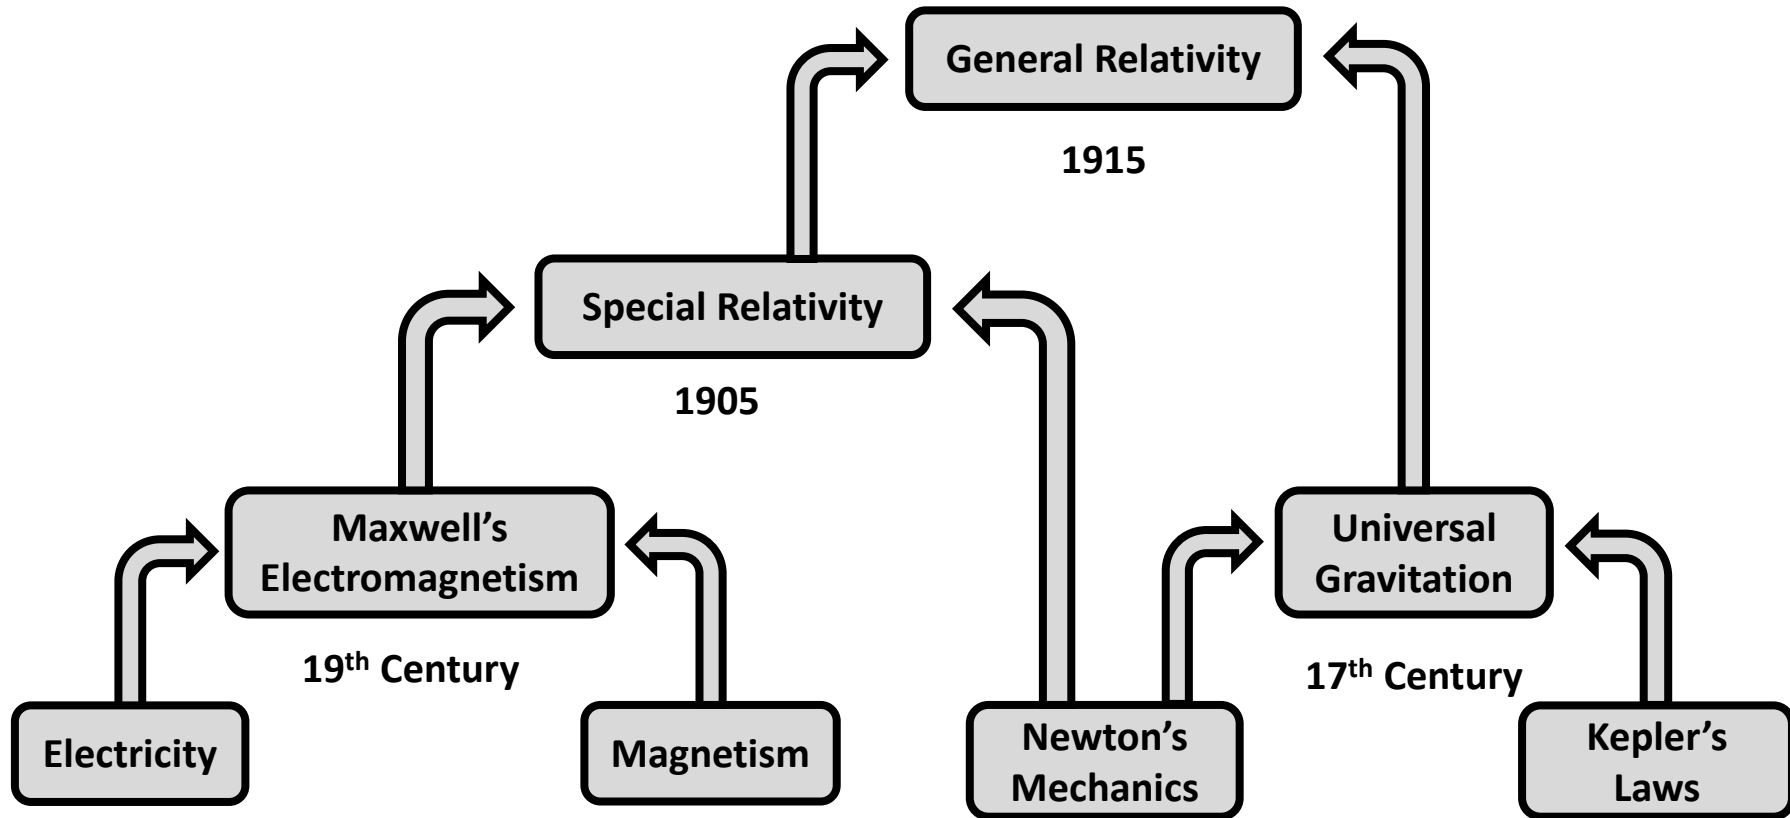 General Relativity
1915
Special Relativity
1905
Maxwell’s
Electromagnetism
19th Century
Universal
Gravitation
17th Century
Electricity
Magnetism
Newton’s
Mechanics
Kepler’s
Laws